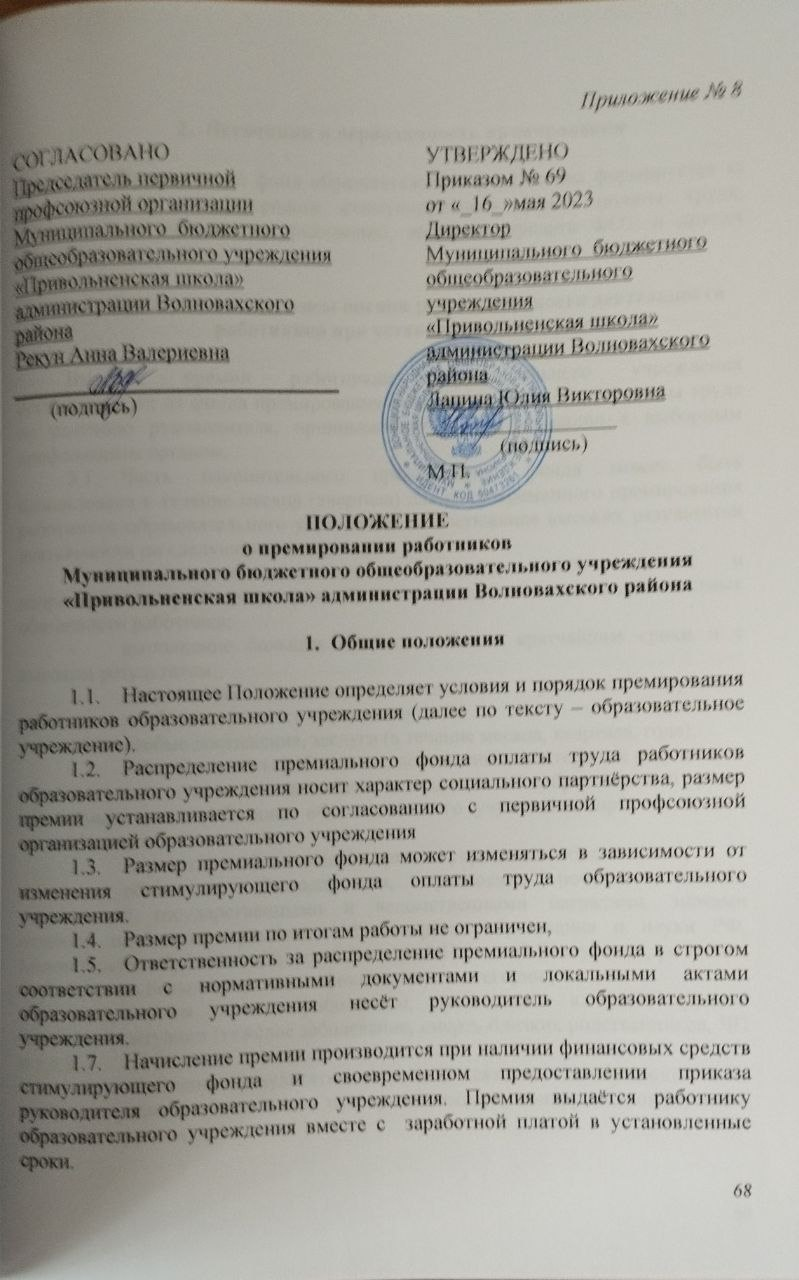 Приложение № 8
СОГЛАСОВАНО
Председатель первичной
профсоюзной организации
Муниципального бюджетного
общеобразовательного учреждения
«Привольненская школа»
администрации Волновахского
района
Рекун Анна Валериевна
(подпись)
УТВЕРЖДЕНО
Приказом № 69
от «_16_»мая 2023
Директор
Муниципального бюджетного
общеобразовательного
учреждения
«Привольненская школа»
администрации Волновахского
района
Лапина Юлия Викторовна
(подпись)
М.П.
ПОЛОЖЕНИЕ
о премировании работников
Муниципального бюджетного общеобразовательного учреждения
«Привольненская школа» администрации Волновахского района
1. Общие положения
1.1. Настоящее Положение определяет условия и порядок премирования
работников образовательного учреждения (далее по тексту – образовательное
учреждение).
1.2. Распределение премиального фонда оплаты труда работников
образовательного учреждения носит характер социального партнёрства, размер
премии устанавливается по согласованию с первичной профсоюзной
организацией образовательного учреждения
1.3. Размер премиального фонда может изменяться в зависимости от
изменения стимулирующего фонда оплаты труда образовательного
учреждения.
1.4. Размер премии по итогам работы не ограничен,
1.5. Ответственность за распределение премиального фонда в строгом
соответствии с нормативными документами и локальными актами
образовательного учреждения несёт руководитель образовательного
учреждения.
1.7. Начисление премии производится при наличии финансовых средств
стимулирующего фонда и своевременном предоставлении приказа
руководителя образовательного учреждения. Премия выдаётся работнику
образовательного учреждения вместе с заработной платой в установленные
сроки.
68